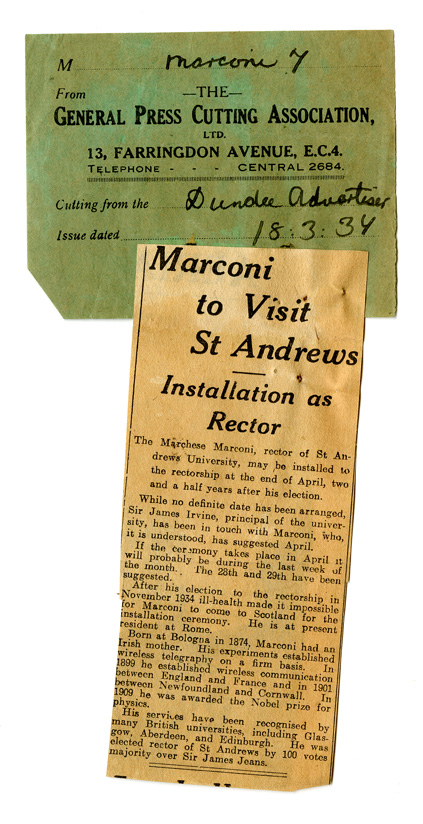 M marconi 7
From —THE—
GENERAL PRESS CUTTING ASSOCIATION,
LTD.
13, FARRINGDON AVENUE, E.C.4.
TELEPHONE - - - CENTRAL 2684.
Cutting from the Dundee Advertiser
Issue dated 18:3:34
Marconi
to Visit
St Andrews
Installation as
Rector
The Marchese Marconi, rector of St An-
drews University, may be installed to
the rectorship at the end of April, two
and a half years after his election.
While no definite date has been arranged,
Sir James Irvine, principal of the univer-
sity, has been in touch with Marconi, who,
it is understood, has suggested April.
If the ceremony takes place in April it
will probably be during the last week of
the month. The 28th and 29th have been
suggested.
After his election to the rectorship in
November 1934 ill-health made it impossible
for Marconi to come to Scotland for the
installation ceremony. He is at present
resident at Rome.
Born at Bologna in 1874, Marconi had an
Irish mother. His experiments established
wireless telegraphy on a firm basis. In
1899 he established wireless communication
between England and France and in 1901
between Newfoundland and Cornwall. In
1909 he was awarded the Nobel prize for
physics.
His services have been recognised by
many British universities, including Glas-
gow, Aberdeen, and Edinburgh. He was
elected rector of St Andrews by 100 votes
majority over Sir James Jeans.